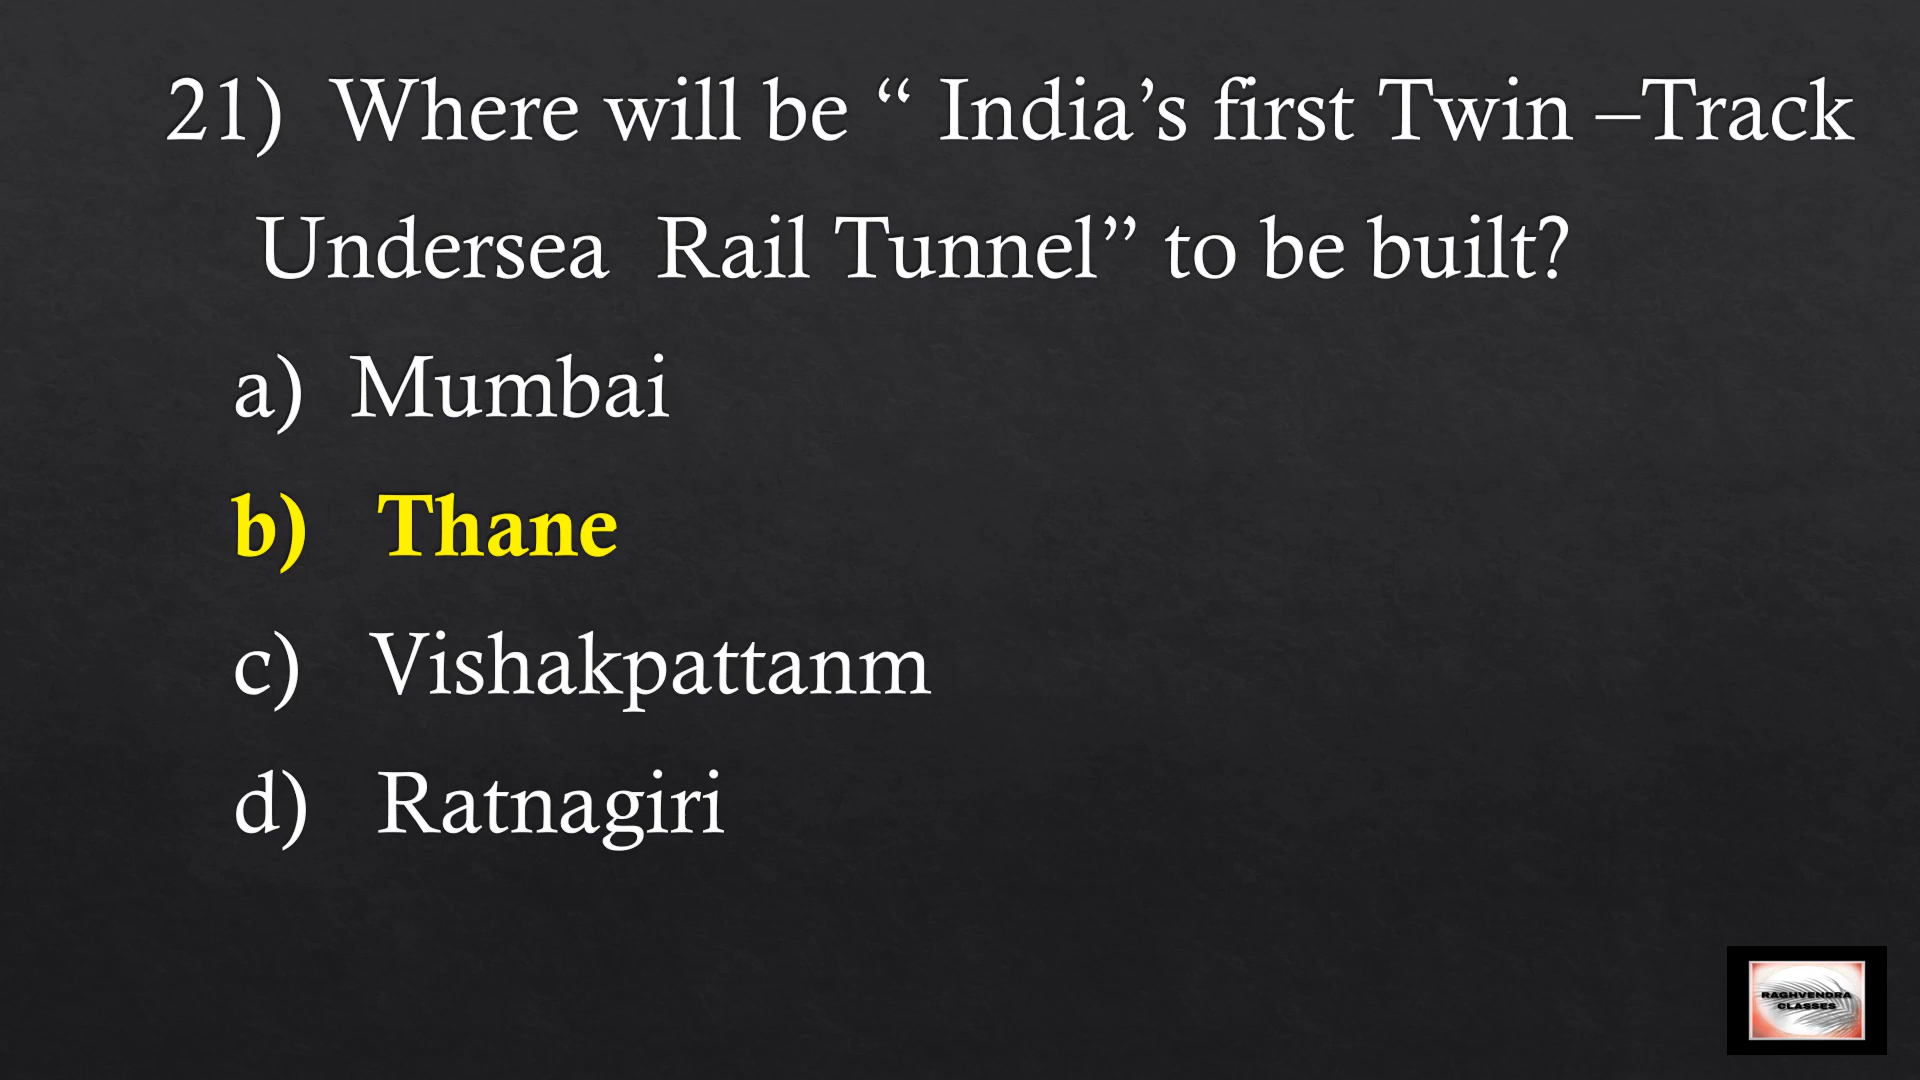 21) Where will be “ India’s first Twin –Track
Undersea Rail Tunnel” to be built?
a) Mumbai
b) Thane
c) Vishakpattanm
d) Ratnagiri
RAGHVENDRA
CLASSES